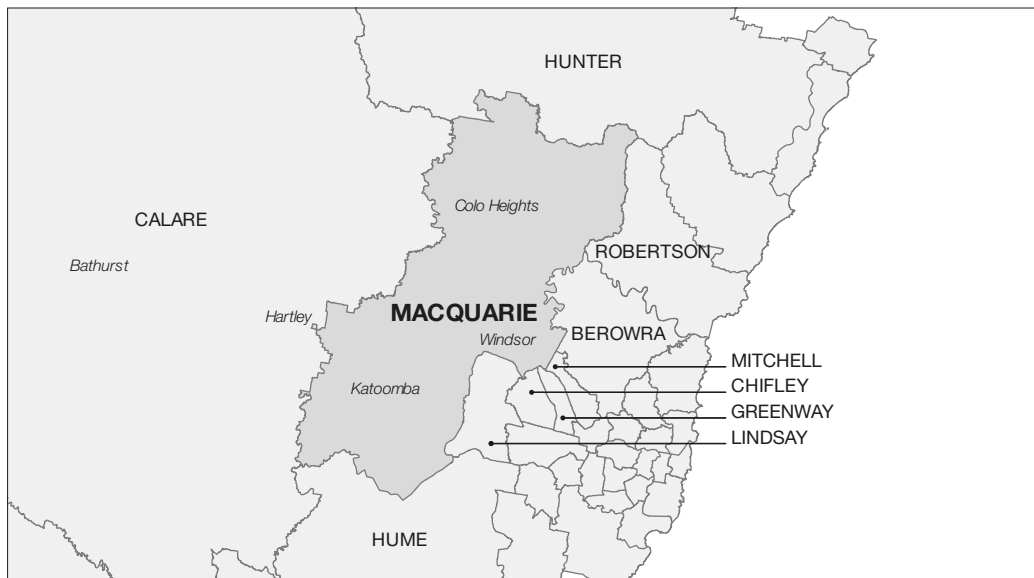 HUNTER
Colo Heights
CALARE
ROBERTSON
Bathurst
Hartley
MACQUARIE
BEROWRA
Windsor
MITCHELL
Katoomba
CHIFLEY
GREENWAY
LINDSAY
HUME